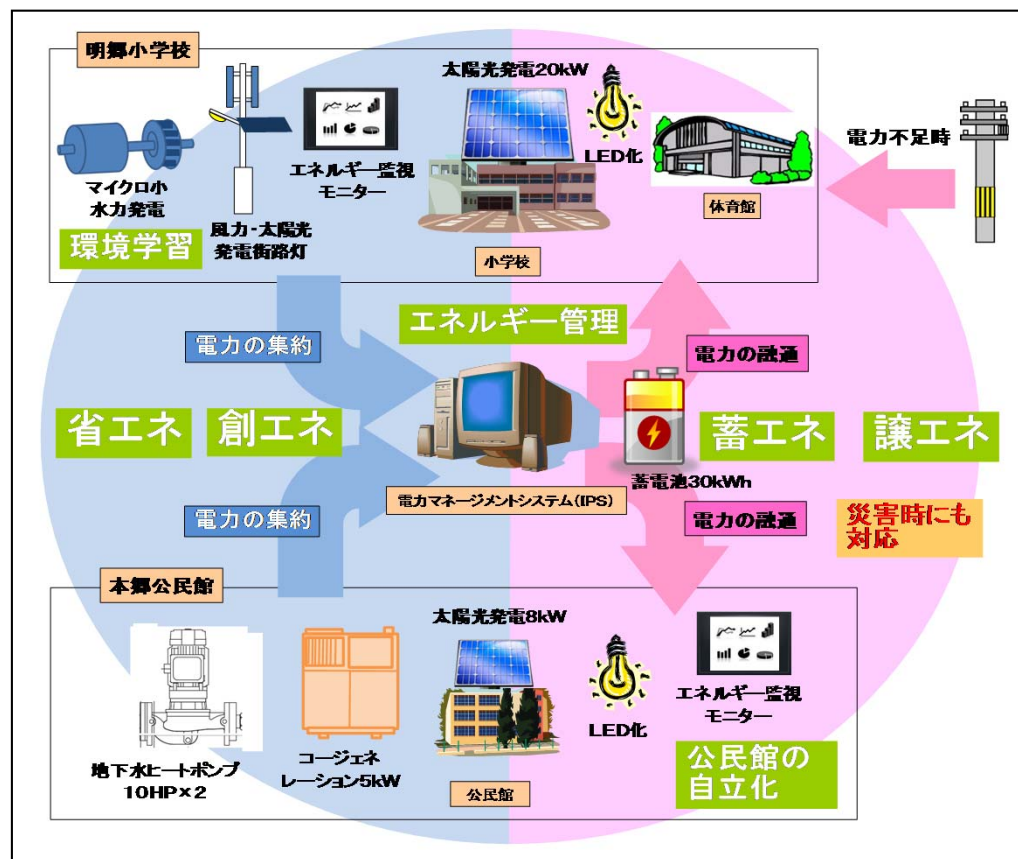 明郷小学校
太陽光発電20kW
LED化
電力不足時
マイクロ小
水力発電
エネルギー監視
モニター
風力・太陽光
発電街路灯
体育館
環境学習
小学校
エネルギー管理
電力の集約
電力の融通
省エネ
創エネ
蓄エネ
譲エネ
蓄電池30kWh
電力マネージメントシステム(IPS)
電力の集約
電力の融通
災害時にも
対応
本郷公民館
太陽光発電8kW
LED化
エネルギー監視
モニター
地下水ヒートポンプ
10HP×2
コージェネ
レーション5kW
公民館
公民館の
自立化